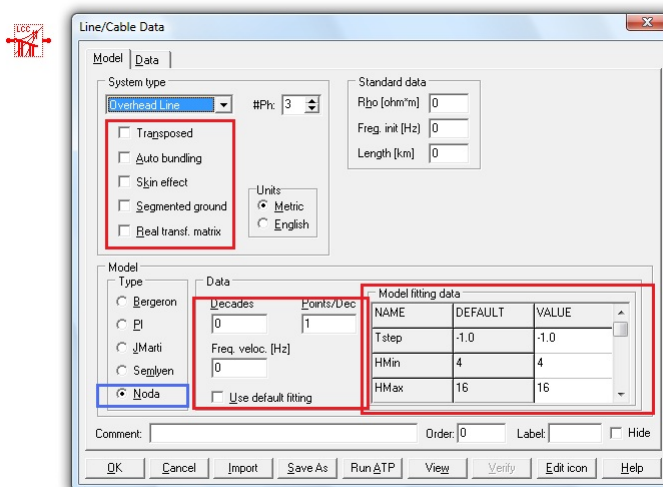 LCC
Line/Cable Data
Model
Data
System type
Overhead Line
#Ph: 3
Transposed
Auto bundling
Skin effect
Segmented ground
Real transf. matrix
Units
Metric
English
Standard data
Rho [ohm*m] 0
Freq. init [Hz] 0
Length [km] 0
Model
Type
Bergeron
PI
JMarti
Semlyen
Noda
Data
Decades
0
Points/Dec
1
Freq. veloc. [Hz]
0
Use default fitting
Model fitting data
NAME DEFAULT VALUE
Tstep -1.0 -1.0
HMin 4 4
HMax 16 16
Comment: Order: 0 Label: Hide
OK Cancel Import Save As Run ATP View Verify Edit icon Help